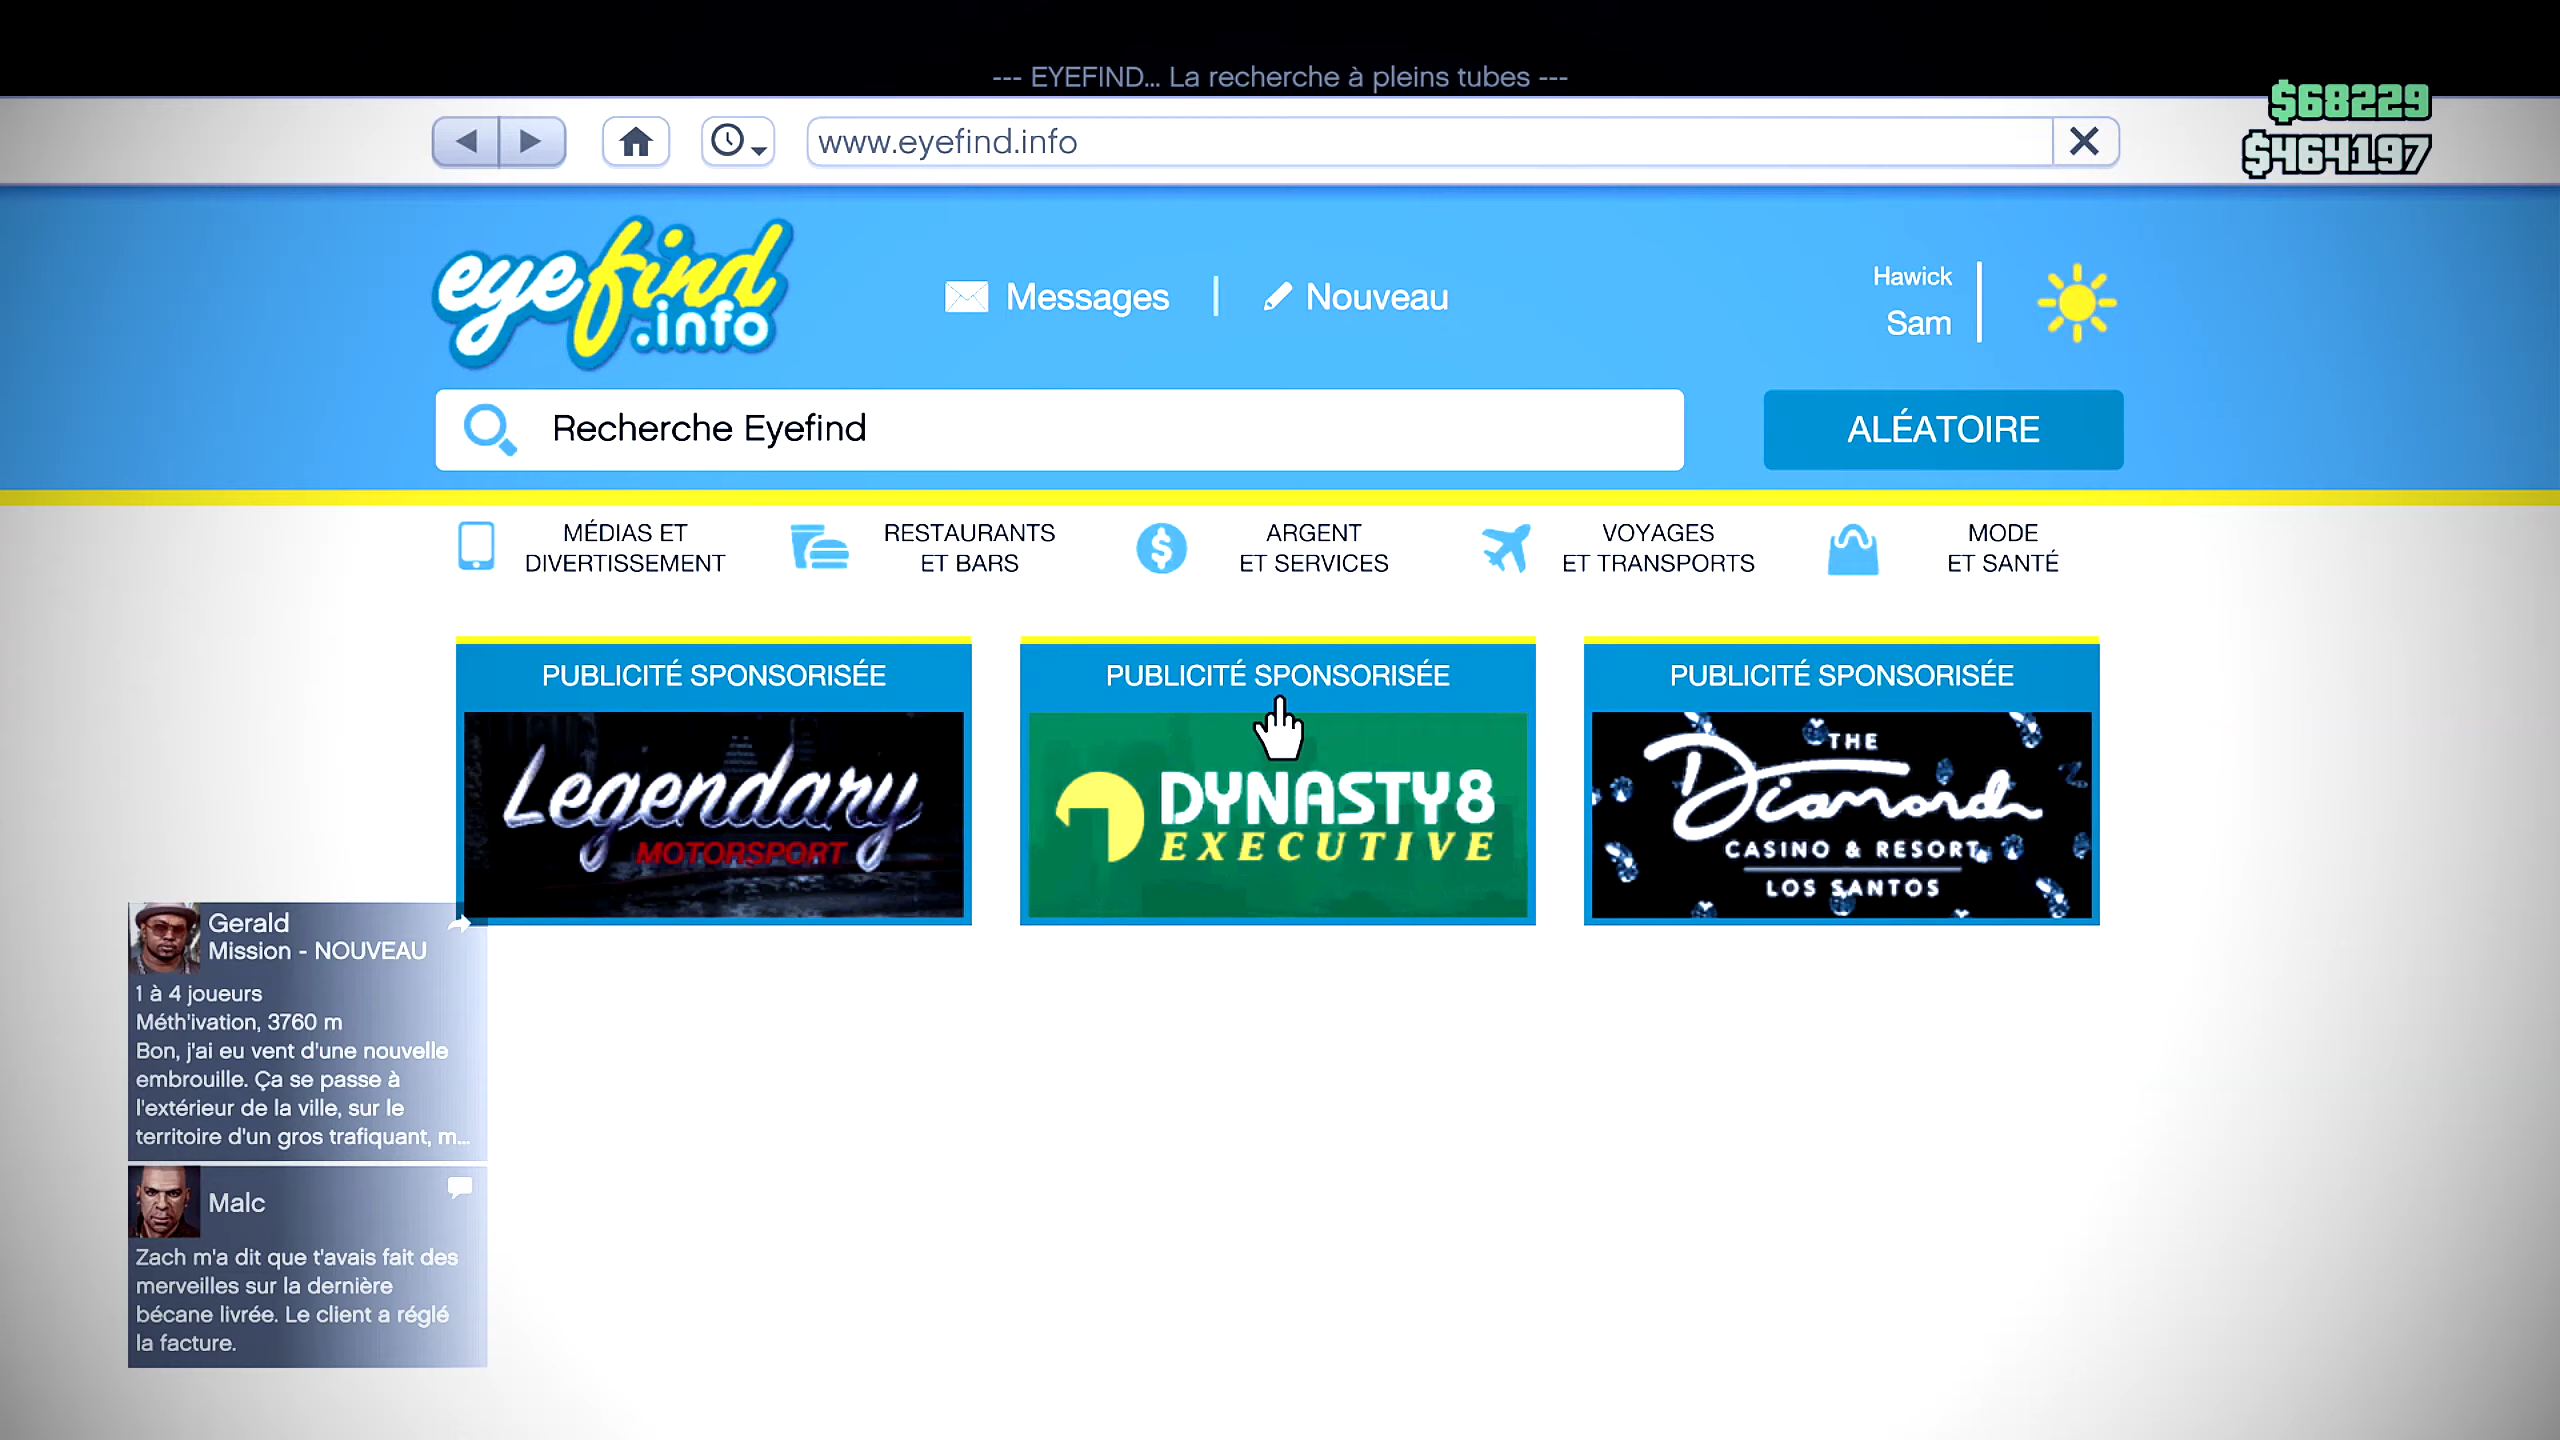 --- EYEFIND... La recherche à pleins tubes ---
$68229
$464197
www.eyefind.info
eyefind
.info
Messages
Nouveau
Hawick
Sam
Recherche Eyefind
ALÉATOIRE
MÉDIAS ET
DIVERTISSEMENT
RESTAURANTS
ET BARS
ARGENT
ET SERVICES
VOYAGES
ET TRANSPORTS
MODE
ET SANTÉ
PUBLICITÉ SPONSORISÉE
Legendary
MOTORSPORT
PUBLICITÉ SPONSORISÉE
DYNASTY8
EXECUTIVE
PUBLICITÉ SPONSORISÉE
THE
Diamond
CASINO & RESORT
LOS SANTOS
Gerald
Mission - NOUVEAU
1 à 4 joueurs
Méth'ivation, 3760 m
Bon, j'ai eu vent d'une nouvelle
embrouille. Ça se passe à
l'extérieur de la ville, sur le
territoire d'un gros trafiquant, m...
Malc
Zach m'a dit que t'avais fait des
merveilles sur la dernière
bécane livrée. Le client a réglé
la facture.